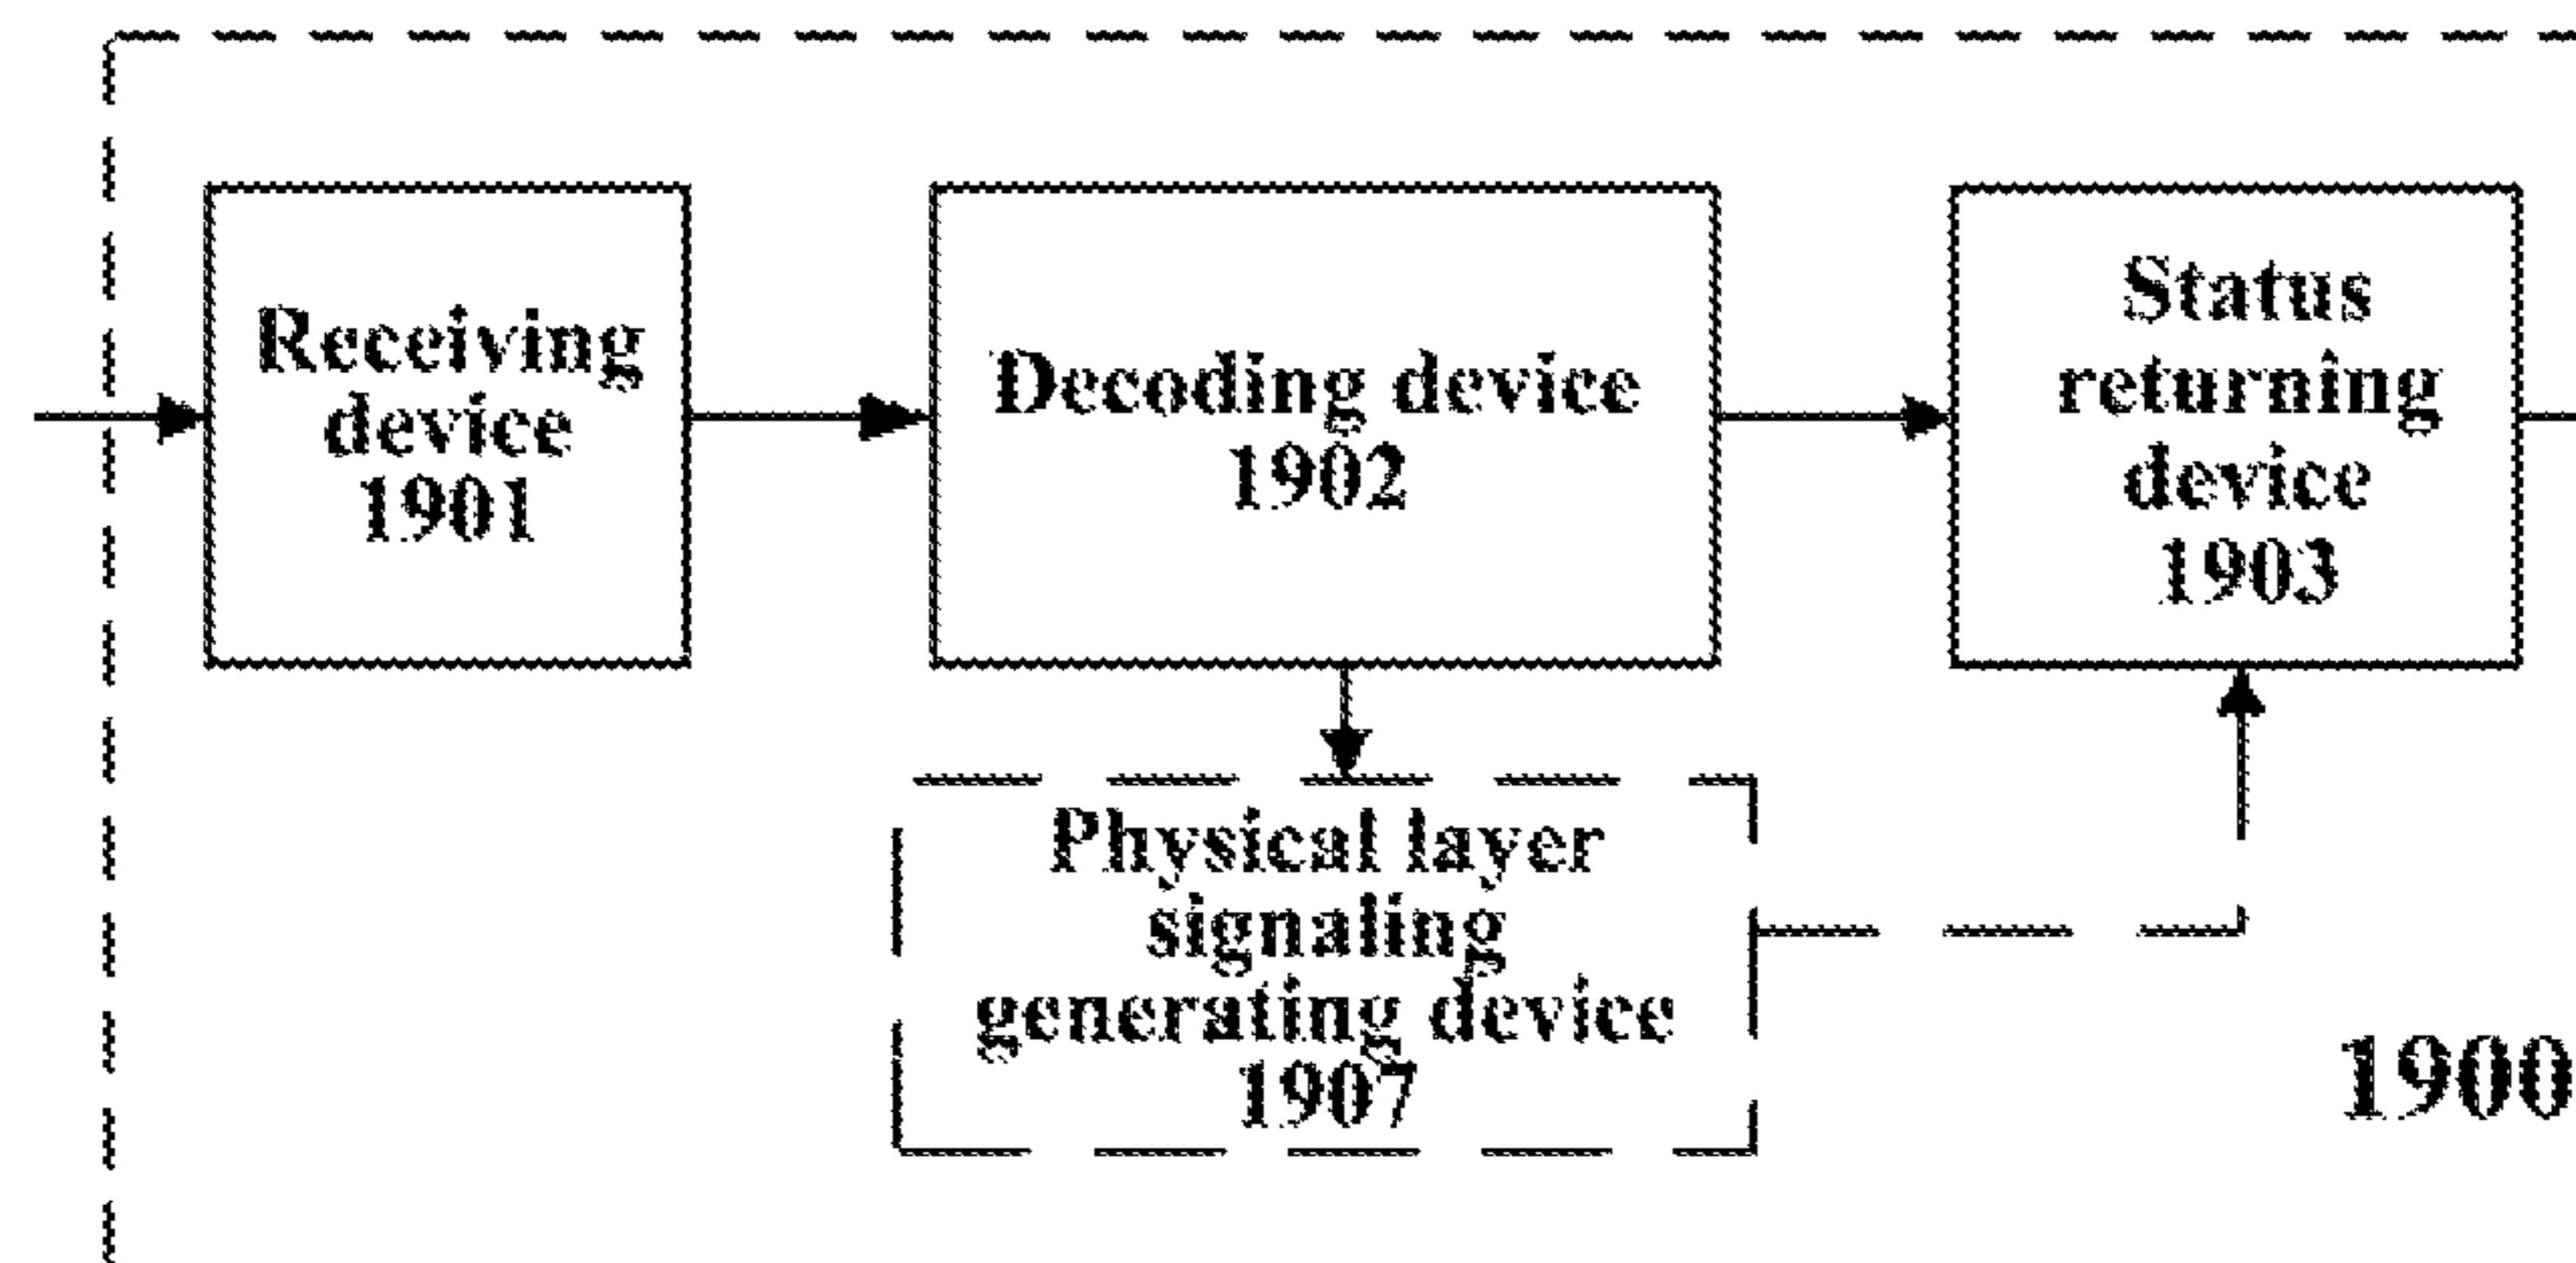 Receiving
device
1901
Decoding device
1902
Status
returning
device
1903
Physical layer
signaling
generating device
1907
1900